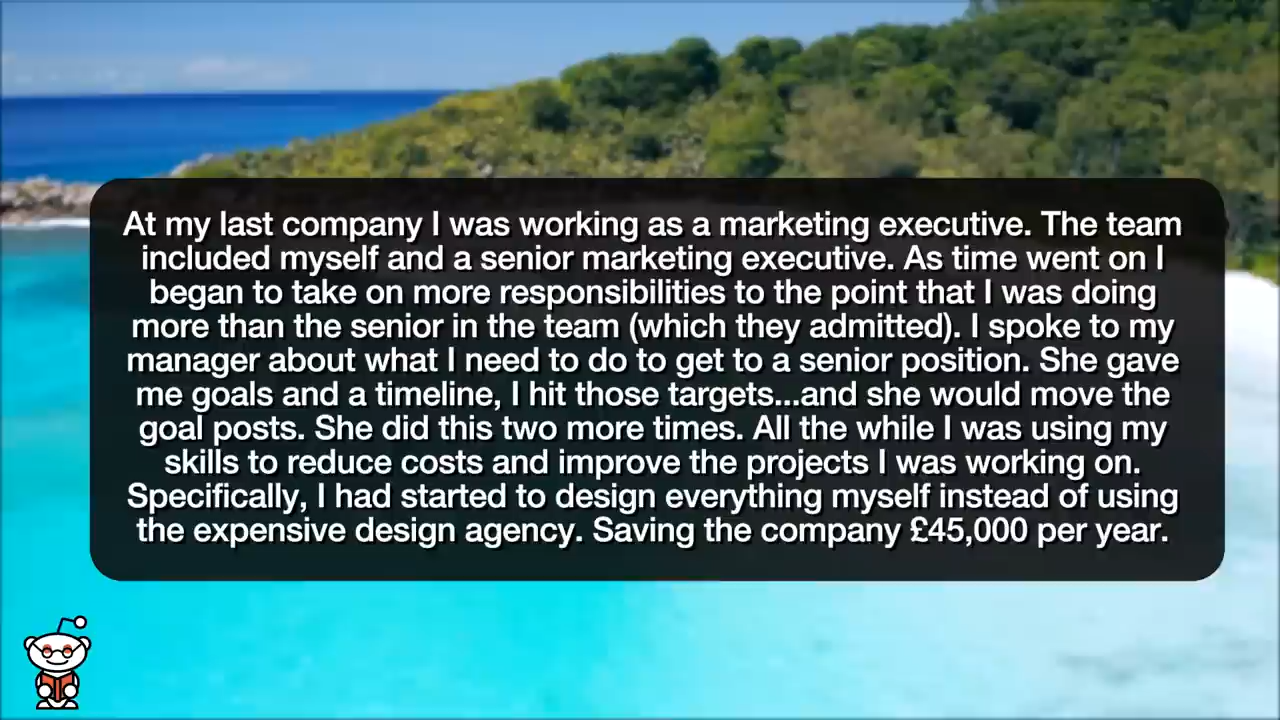 At my last company I was working as a marketing executive. The team
included myself and a senior marketing executive. As time went on I
began to take on more responsibilities to the point that I was doing
more than the senior in the team (which they admitted). I spoke to my
manager about what I need to do to get to a senior position. She gave
me goals and a timeline, I hit those targets...and she would move the
goal posts. She did this two more times. All the while I was using my
skills to reduce costs and improve the projects I was working on.
Specifically, I had started to design everything myself instead of using
the expensive design agency. Saving the company £45,000 per year.